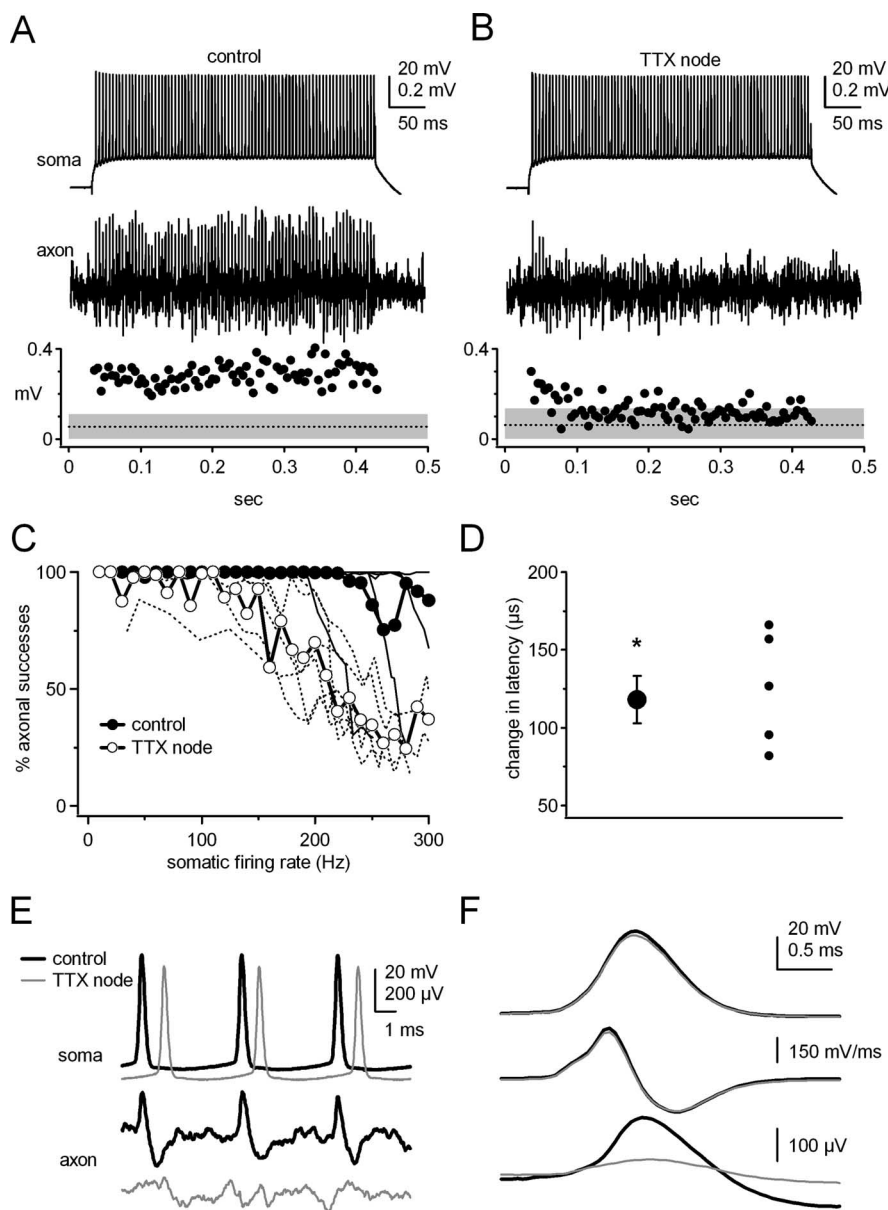 A
control
20 mV
0.2 mV
50 ms
soma
axon
0.4
mV
0
0 0.1 0.2 0.3 0.4 0.5
sec
B
TTX node
20 mV
0.2 mV
50 ms
0.4
0
0 0.1 0.2 0.3 0.4 0.5
sec
C
100
50
0
% axonal successes
control
TTX node
0 100 200 300
somatic firing rate (Hz)
D
200
150
100
50
change in latency (µs)
*
E
control
TTX node
20 mV
200 µV
1 ms
soma
axon
F
20 mV
0.5 ms
150 mV/ms
100 µV